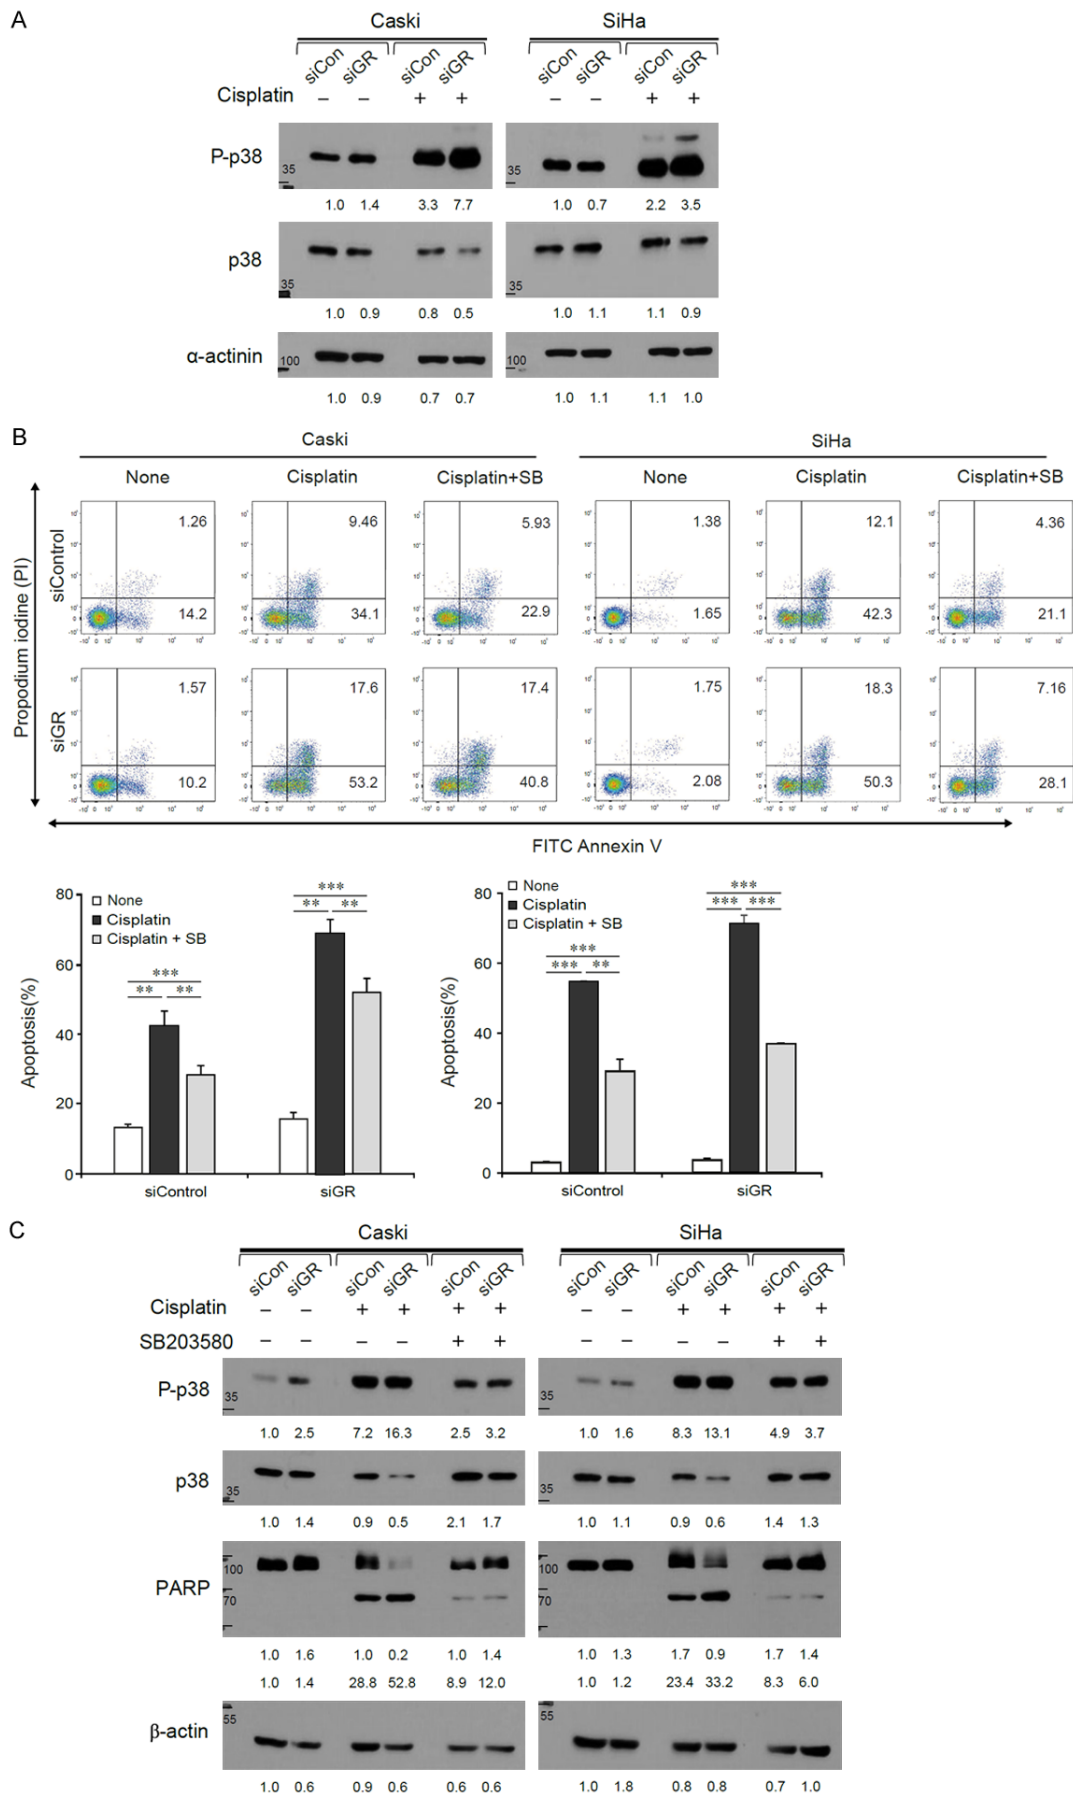 A
Caski SiHa
siCon siGR siCon siGR siCon siGR siCon siGR
Cisplatin – – + + – – + +
P-p38
35 35
1.0 1.4 3.3 7.7 1.0 0.7 2.2 3.5
p38
35 35
1.0 0.9 0.8 0.5 1.0 1.1 1.1 0.9
α-actinin
100 100
1.0 0.9 0.7 0.7 1.0 1.1 1.1 1.0
B
Caski SiHa
None Cisplatin Cisplatin+SB None Cisplatin Cisplatin+SB
Propodium iodine (PI)
siControl
1.26 9.46 5.93 1.38 12.1 4.36
14.2 34.1 22.9 1.65 42.3 21.1
siGR
1.57 17.6 17.4 1.75 18.3 7.16
10.2 53.2 40.8 2.08 50.3 28.1
FITC Annexin V
Apoptosis(%)
80
60
40
20
0
None
Cisplatin
Cisplatin + SB
***
** **
***
** **
siControl siGR
Apoptosis(%)
80
60
40
20
0
None
Cisplatin
Cisplatin + SB
***
*** **
***
*** ***
siControl siGR
C
Caski SiHa
siCon siGR siCon siGR siCon siGR siCon siGR siCon siGR siCon siGR
Cisplatin – – + + + + – – + + + +
SB203580 – – – – + + – – – – + +
P-p38
35 35
1.0 2.5 7.2 16.3 2.5 3.2 1.0 1.6 8.3 13.1 4.9 3.7
p38
35 35
1.0 1.4 0.9 0.5 2.1 1.7 1.0 1.1 0.9 0.6 1.4 1.3
PARP
100 100
70 70
1.0 1.6 1.0 0.2 1.0 1.4 1.0 1.3 1.7 0.9 1.7 1.4
1.0 1.4 28.8 52.8 8.9 12.0 1.0 1.2 23.4 33.2 8.3 6.0
β-actin
55 55
1.0 0.6 0.9 0.6 0.6 0.6 1.0 1.8 0.8 0.8 0.7 1.0